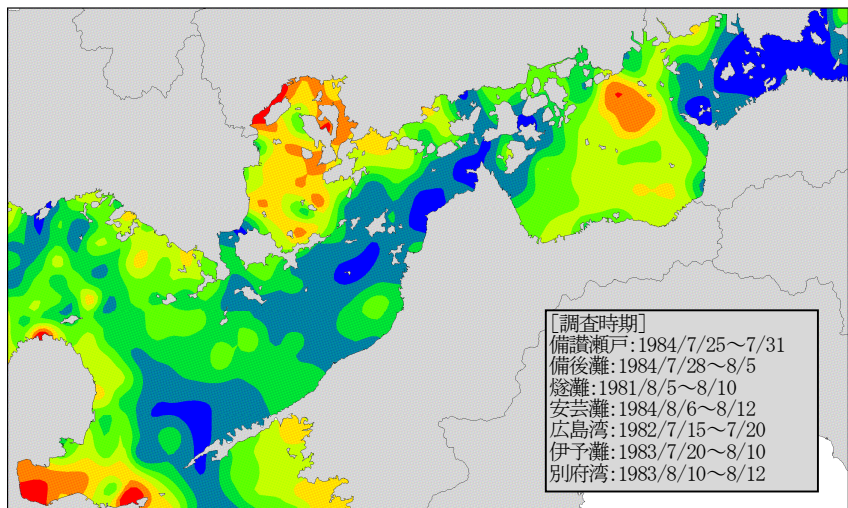 [調査時期]
備讃瀬戸:1984/7/25～7/31
備後灘:1984/7/28～8/5
燧灘:1981/8/5～8/10
安芸灘:1984/8/6～8/12
広島湾:1982/7/15～7/20
伊予灘:1983/7/20～8/10
別府湾:1983/8/10～8/12